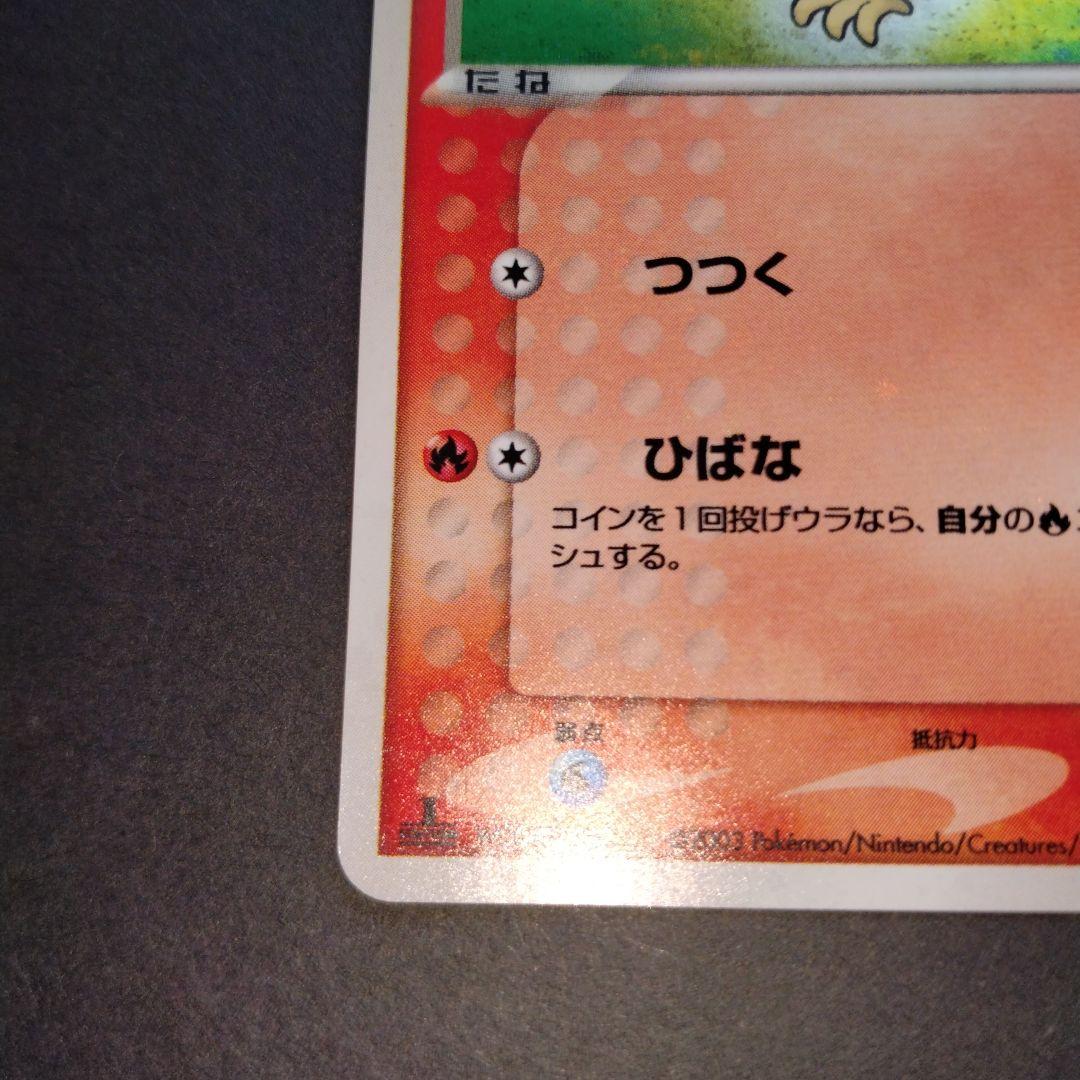 たね
つつく
ひばな
コインを1回投げウラなら、自分の
シュする。
弱点
抵抗力
©2003 Pokémon/Nintendo/Creatures/